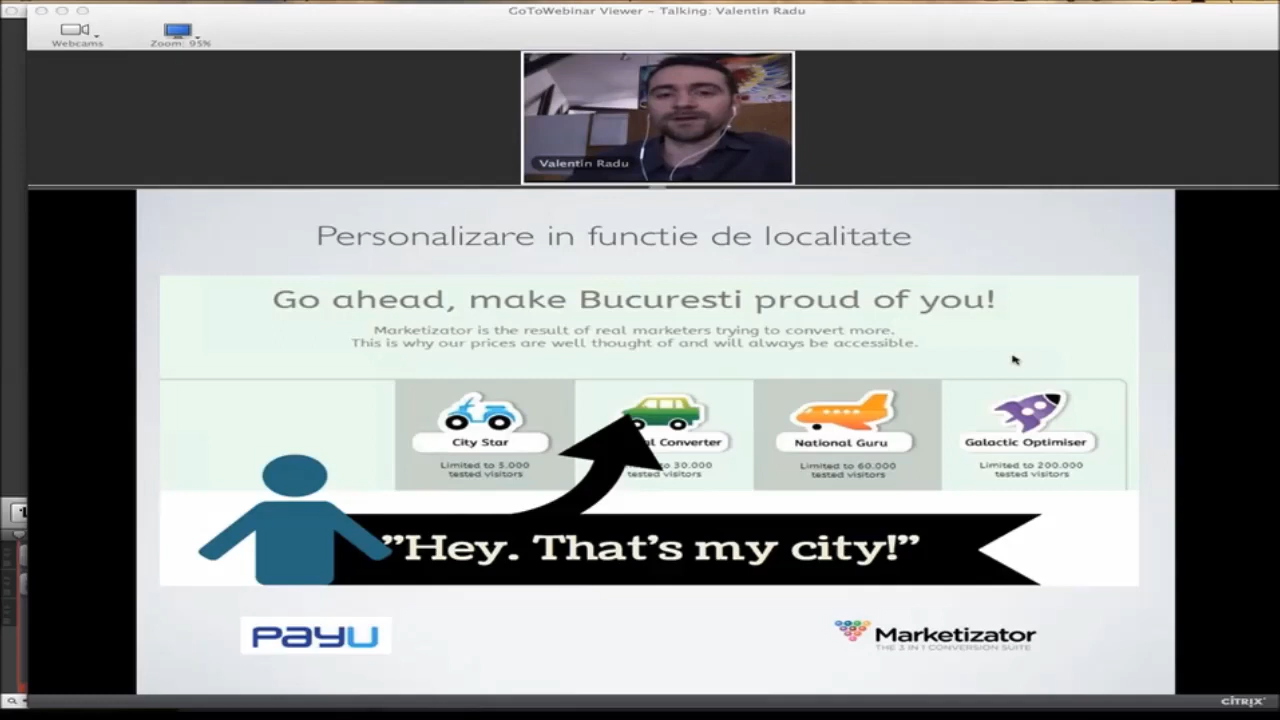 GoToWebinar Viewer – Talking: Valentin Radu
Webcams
Zoom: 95%
Valentin Radu
Personalizare in functie de localitate
Go ahead, make Bucuresti proud of you!
Marketizator is the result of real marketers trying to convert more.
This is why our prices are well thought of and will always be accessible.
City Star
Limited to 5.000
tested visitors
Converter
to 30.000
tested visitors
National Guru
Limited to 60.000
tested visitors
Galactic Optimiser
Limited to 200.000
tested visitors
"Hey. That's my city!"
PayU
Marketizator
THE 3 IN 1 CONVERSION SUITE
CITRIX